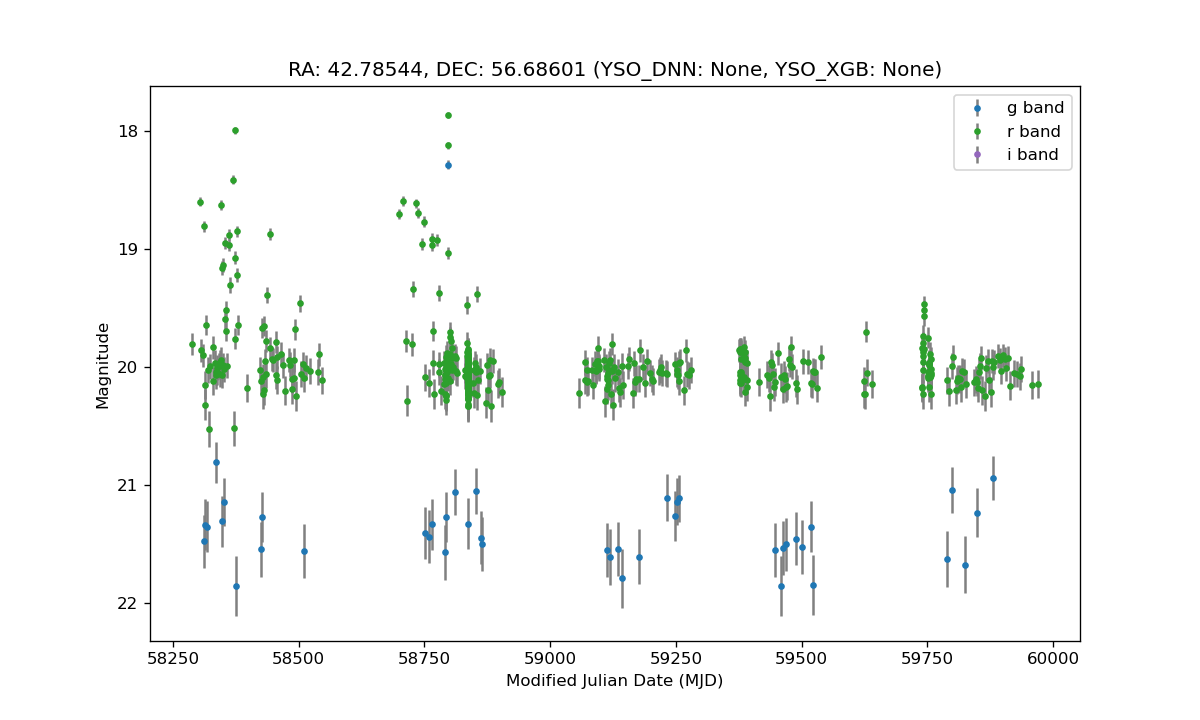 RA: 42.78544, DEC: 56.68601 (YSO_DNN: None, YSO_XGB: None)
g band
r band
i band
18
19
20
21
22
Magnitude
58250 58500 58750 59000 59250 59500 59750 60000
Modified Julian Date (MJD)